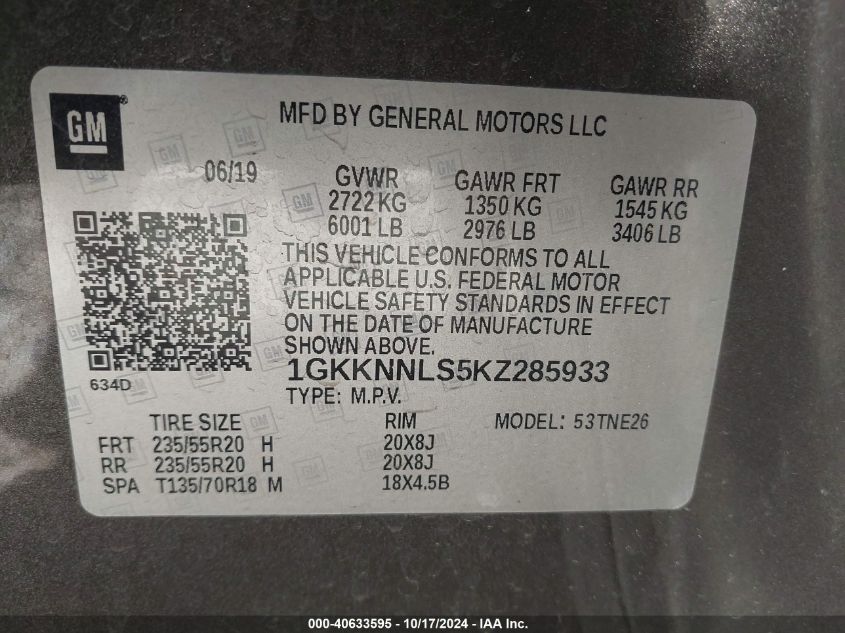 GM
MFD BY GENERAL MOTORS LLC
06/19
GVWR GAWR FRT GAWR RR
2722 KG 1350 KG 1545 KG
6001 LB 2976 LB 3406 LB
THIS VEHICLE CONFORMS TO ALL
APPLICABLE U.S. FEDERAL MOTOR
VEHICLE SAFETY STANDARDS IN EFFECT
ON THE DATE OF MANUFACTURE
SHOWN ABOVE.
634D
1GKKNNLS5KZ285933
TYPE: M.P.V.
TIRE SIZE RIM MODEL: 53TNE26
FRT 235/55R20 H 20X8J
RR 235/55R20 H 20X8J
SPA T135/70R18 M 18X4.5B
000-40633595 - 10/17/2024 - IAA Inc.